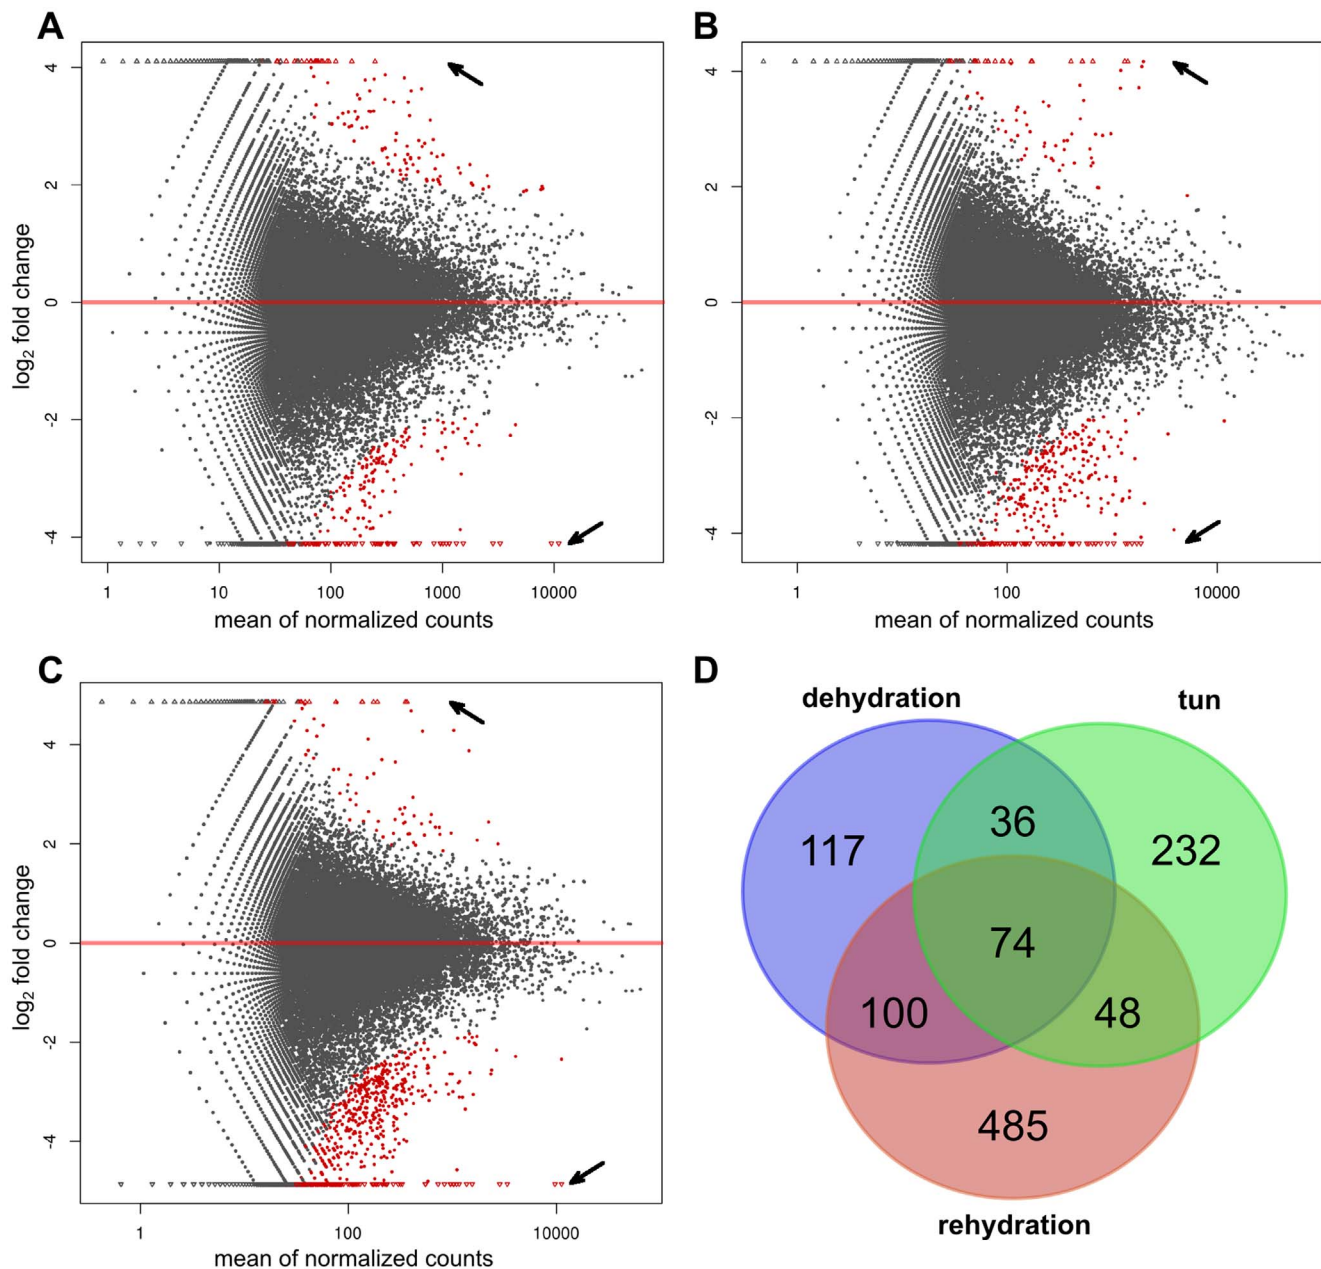 A
B
4
2
0
-2
-4
log2 fold change
1
10
100
1000
10000
mean of normalized counts
4
2
0
-2
-4
1
100
10000
mean of normalized counts
C
D
4
2
0
-2
-4
log2 fold change
1
100
10000
mean of normalized counts
dehydration
tun
36
117
232
74
100
48
485
rehydration